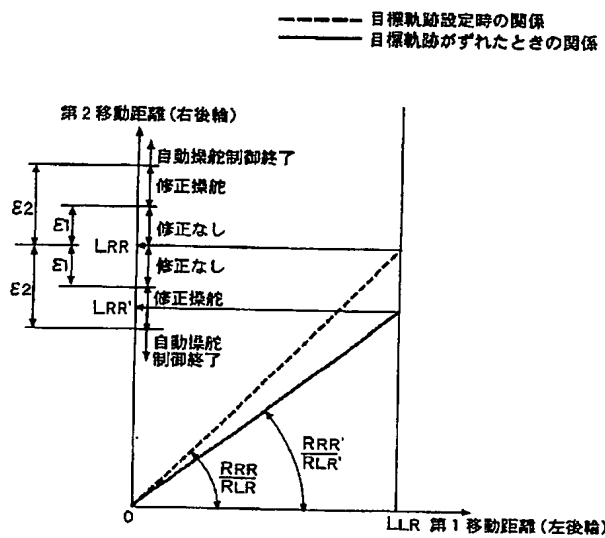 目標軌跡設定時の関係
目標軌跡がずれたときの関係
第2移動距離(右後輪)
自動操舵制御終了
修正操舵
ε2
ε1
修正なし
LRR
修正なし
ε1
ε2
修正操舵
LRR'
自動操舵
制御終了
RRR
RLR
RRR'
RLR'
0
LLR 第1移動距離(左後輪)